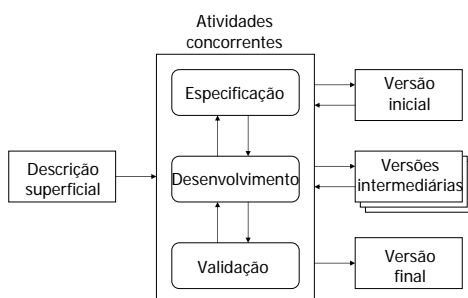 Atividades
concorrentes
Especificação
Versão
inicial
Descrição
superficial
Desenvolvimento
Versões
intermediárias
Validação
Versão
final